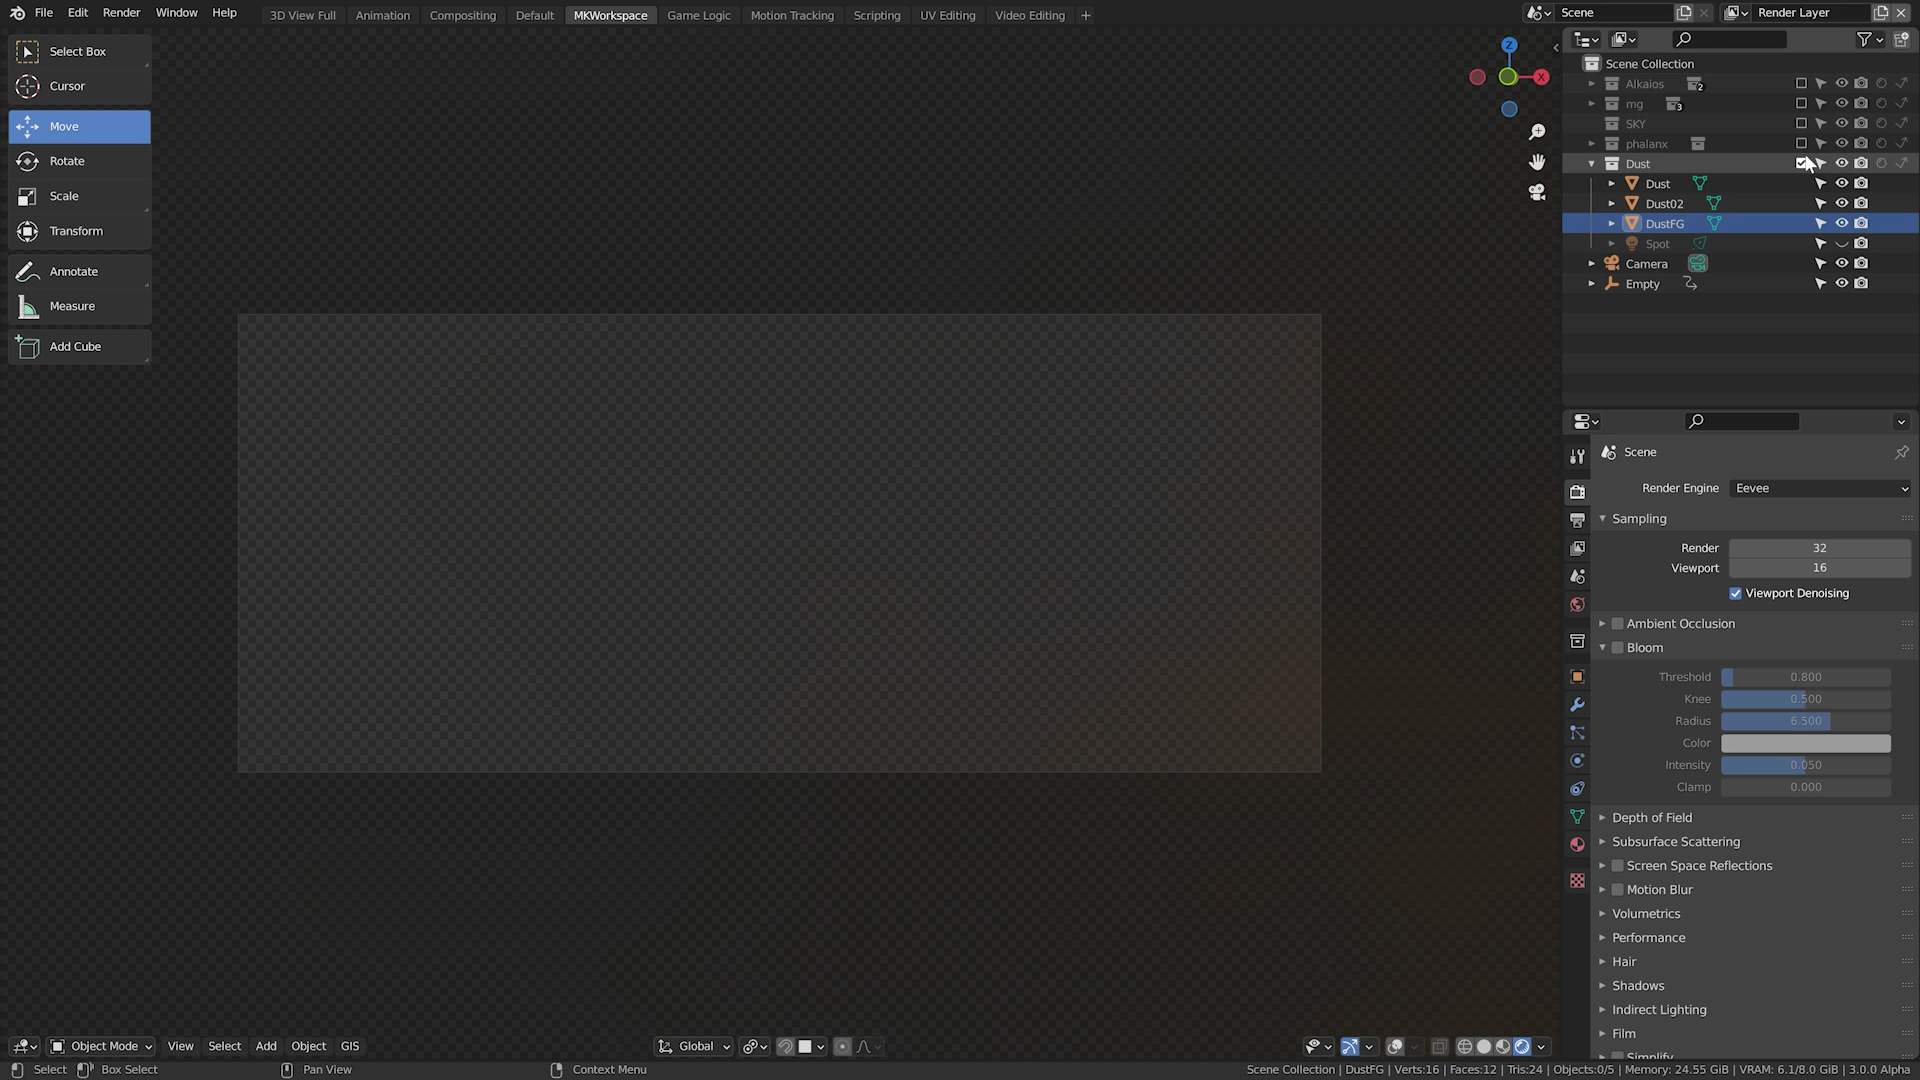 File Edit Render Window Help 3D View Full Animation Compositing Default MKWorkspace Game Logic Motion Tracking Scripting UV Editing Video Editing + Scene Render Layer
Select Box
Cursor
Move
Rotate
Scale
Transform
Annotate
Measure
Add Cube
Z
X
Scene Collection
Alkaios 2
mg 3
SKY
phalanx
Dust
Dust
Dust02
DustFG
Spot
Camera
Empty
Scene
Render Engine Eevee
Sampling
Render 32
Viewport 16
Viewport Denoising
Ambient Occlusion
Bloom
Threshold 0.800
Knee 0.500
Radius 6.500
Color
Intensity 0.050
Clamp 0.000
Depth of Field
Subsurface Scattering
Screen Space Reflections
Motion Blur
Volumetrics
Performance
Hair
Shadows
Indirect Lighting
Film
Simplify
Object Mode View Select Add Object GIS Global
Select Box Select Pan View Context Menu Scene Collection | DustFG | Verts:16 | Faces:12 | Tris:24 | Objects:0/5 | Memory: 24.55 GiB | VRAM: 6.1/8.0 GiB | 3.0.0 Alpha